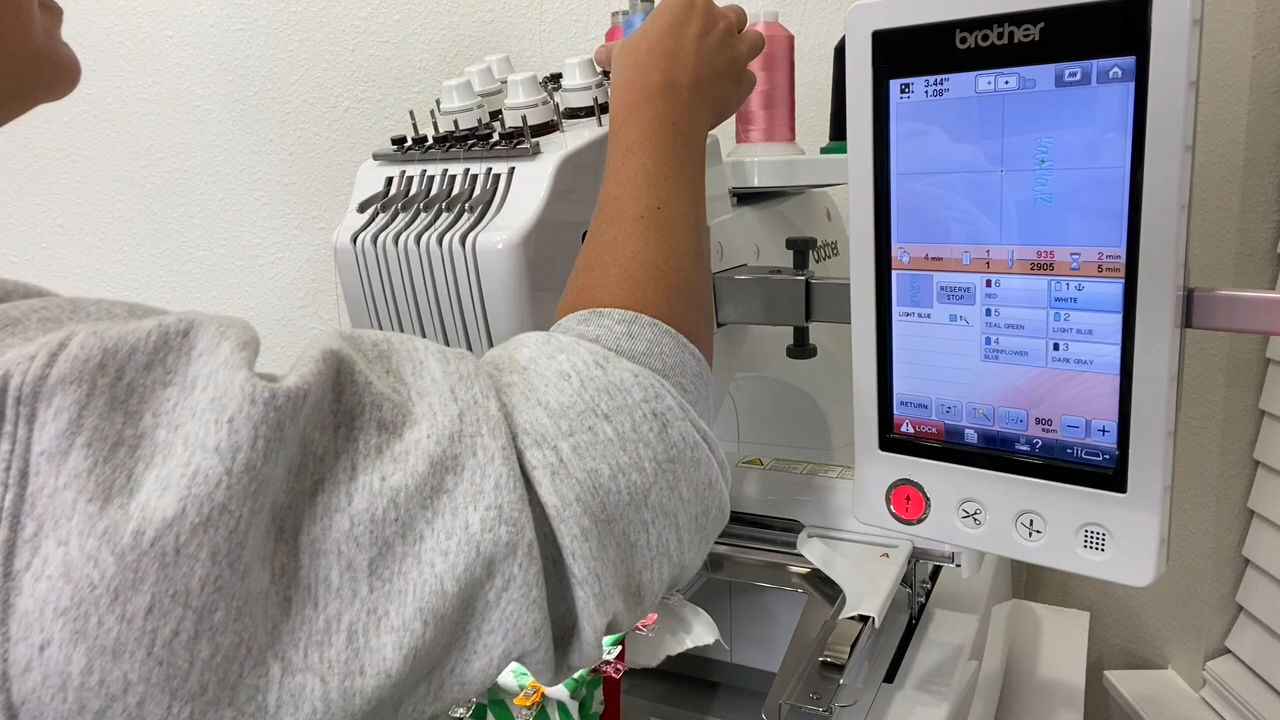 brother
3.44"
1.08"
4 min
1
1
935
2905
2 min
5 min
RESERVE
STOP
LIGHT BLUE
6
RED
1
WHITE
5
TEAL GREEN
2
LIGHT BLUE
4
CORNFLOWER
BLUE
3
DARK GRAY
RETURN
900
spm
LOCK
?
brother
A